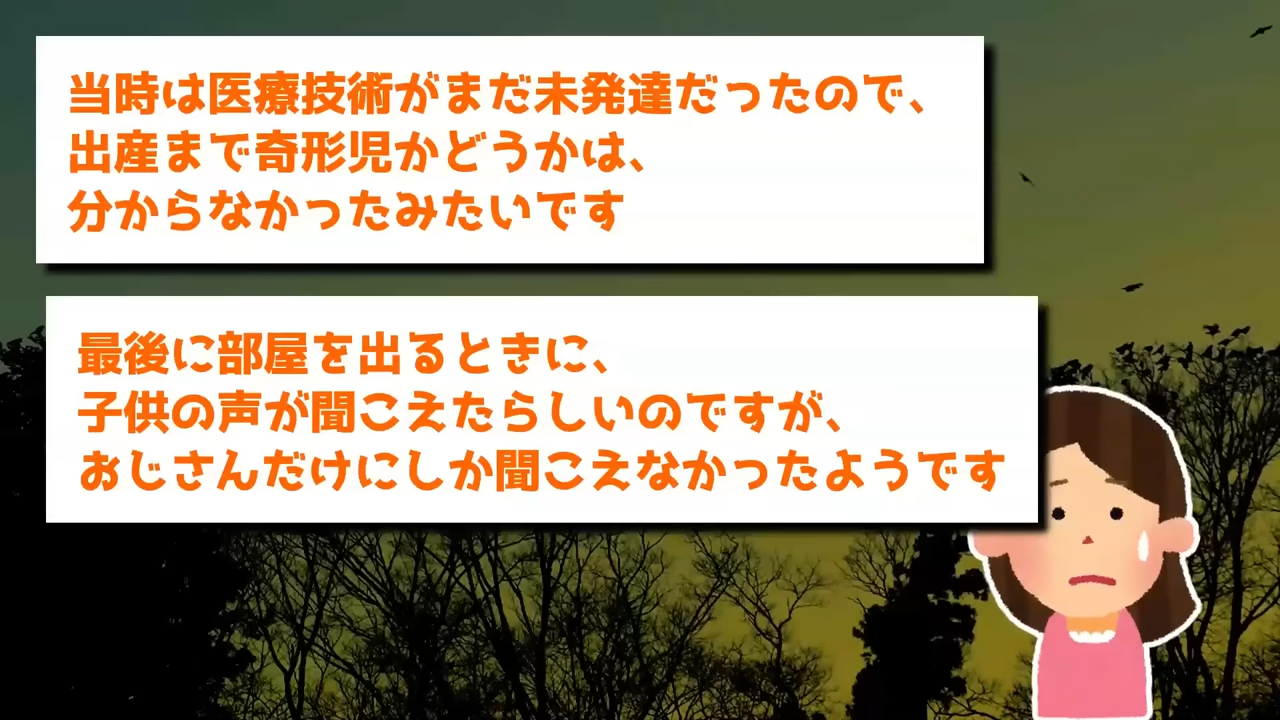 当時は医療技術がまだ未発達だったので、
出産まで奇形児かどうかは、
分からなかったみたいです
最後に部屋を出るときに、
子供の声が聞こえたらしいのですが、
おじさんだけにしか聞こえなかったようです